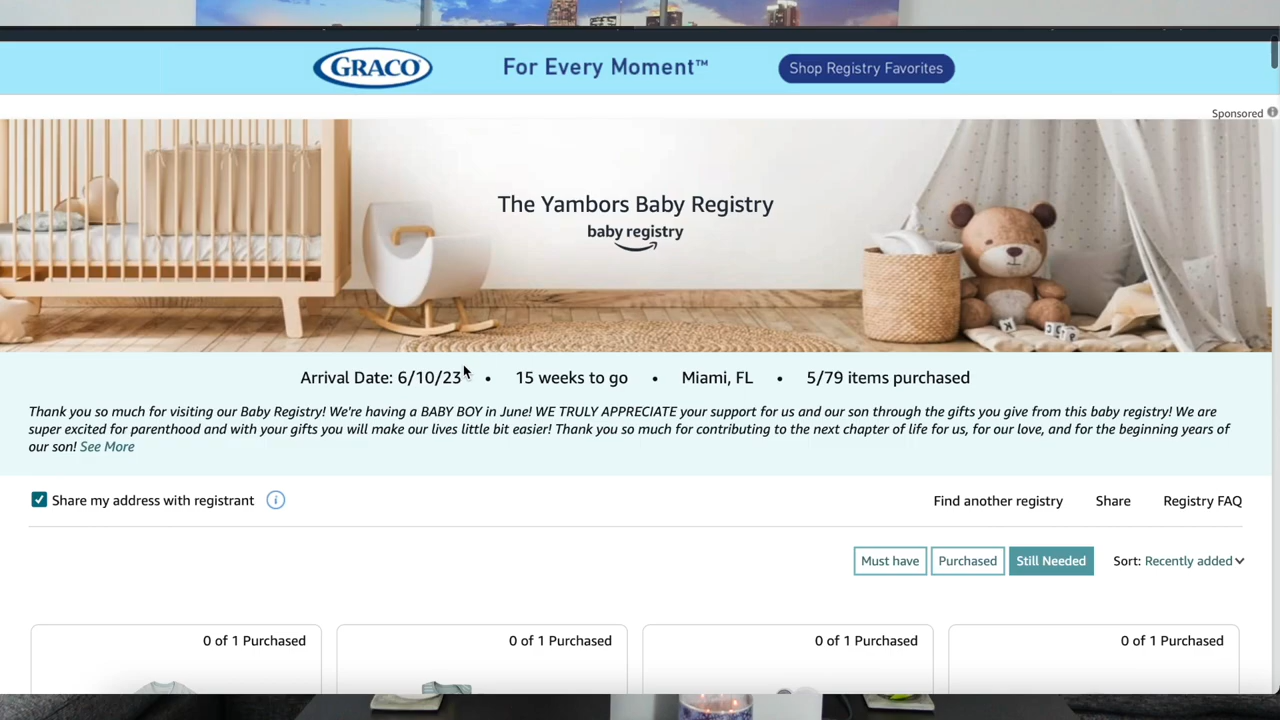 GRACO
For Every Moment™
Shop Registry Favorites
Sponsored
The Yambors Baby Registry
baby registry
Arrival Date: 6/10/23 • 15 weeks to go • Miami, FL • 5/79 items purchased
Thank you so much for visiting our Baby Registry! We're having a BABY BOY in June! WE TRULY APPRECIATE your support for us and our son through the gifts you give from this baby registry! We are
super excited for parenthood and with your gifts you will make our lives little bit easier! Thank you so much for contributing to the next chapter of life for us, for our love, and for the beginning years of
our son! See More
Share my address with registrant
Find another registry
Share
Registry FAQ
Must have
Purchased
Still Needed
Sort: Recently added
0 of 1 Purchased
0 of 1 Purchased
0 of 1 Purchased
0 of 1 Purchased